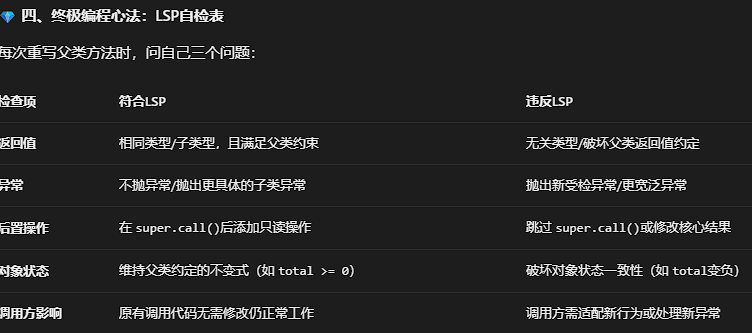 💎 四、终极编程心法：LSP自检表
每次重写父类方法时，问自己三个问题：
检查项 符合LSP 违反LSP
返回值 相同类型/子类型，且满足父类约束 无关类型/破坏父类返回值约定
异常 不抛异常/抛出更具体的子类异常 抛出新受检异常/更宽泛异常
后置操作 在 super.call()后添加只读操作 跳过 super.call()或修改核心结果
对象状态 维持父类约定的不变式（如 total >= 0） 破坏对象状态一致性（如 total变负）
调用方影响 原有调用代码无需修改仍正常工作 调用方需适配新行为或处理新异常